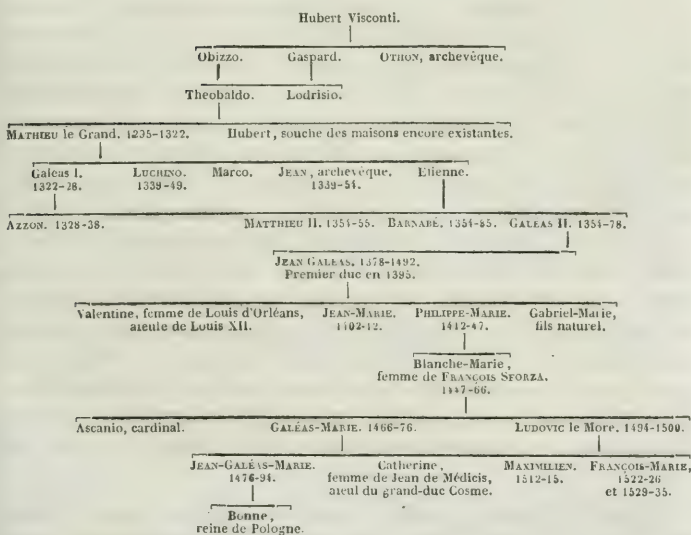 Hubert Visconti.
Obizzo. Gaspard. OTHON, archevêque.
Theobaldo. Lodrisio.
MATHIEU le Grand. 1295-1322. Hubert, souche des maisons encore existantes.
Galeas I. LUCHINO. Marco. JEAN, archevêque. Etienne.
1322-28. 1339-49. 1339-54.
AZZON. 1328-38. MATTHIEU II. 1354-55. BARNABÉ. 1354-85. GALEAS II. 1354-78.
JEAN GALEAS. 1378-1492.
Premier duc en 1395.
Valentine, femme de Louis d'Orléans, JEAN-MARIE. PHILIPPE-MARIE. Gabriel-Marie,
aieule de Louis XII. 1402-12. 1412-47. fils naturel.
Blanche-Marie,
femme de FRANÇOIS SFORZA.
1447-66.
Ascanio, cardinal. GALÉAS-MARIE. 1466-76. LUDOVIC le More. 1494-1500.
JEAN-GALÉAS-MARIE. Catherine, MAXIMILIEN. FRANÇOIS-MARIE,
1476-94. femme de Jean de Médicis, 1512-15. 1522-26
aieul du grand-duc Cosme. et 1529-35.
Bonne,
reine de Pologne.